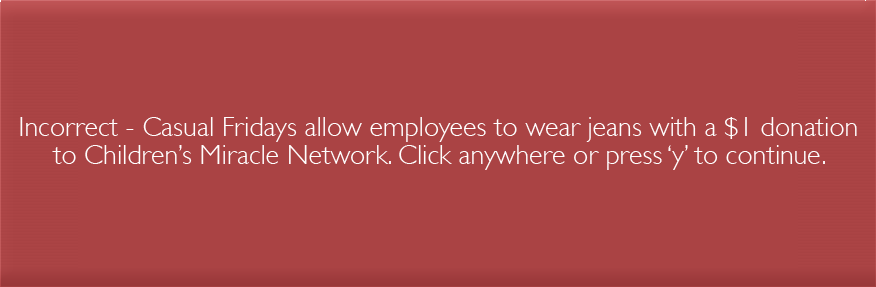 Incorrect - Casual Fridays allow employees to wear jeans with a $1 donation
to Children’s Miracle Network. Click anywhere or press ‘y’ to continue.